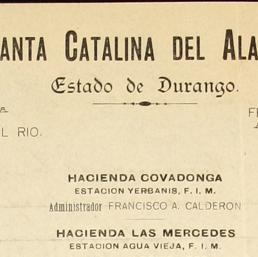 ANTA CATALINA DEL ALA
Estado de Durango.
FE
L RIO.
HACIENDA COVADONGA
ESTACION YERBANIS, F. I. M.
Administrador FRANCISCO A. CALDERON
HACIENDA LAS MERCEDES
ESTACION AGUA VIEJA, F. I. M.